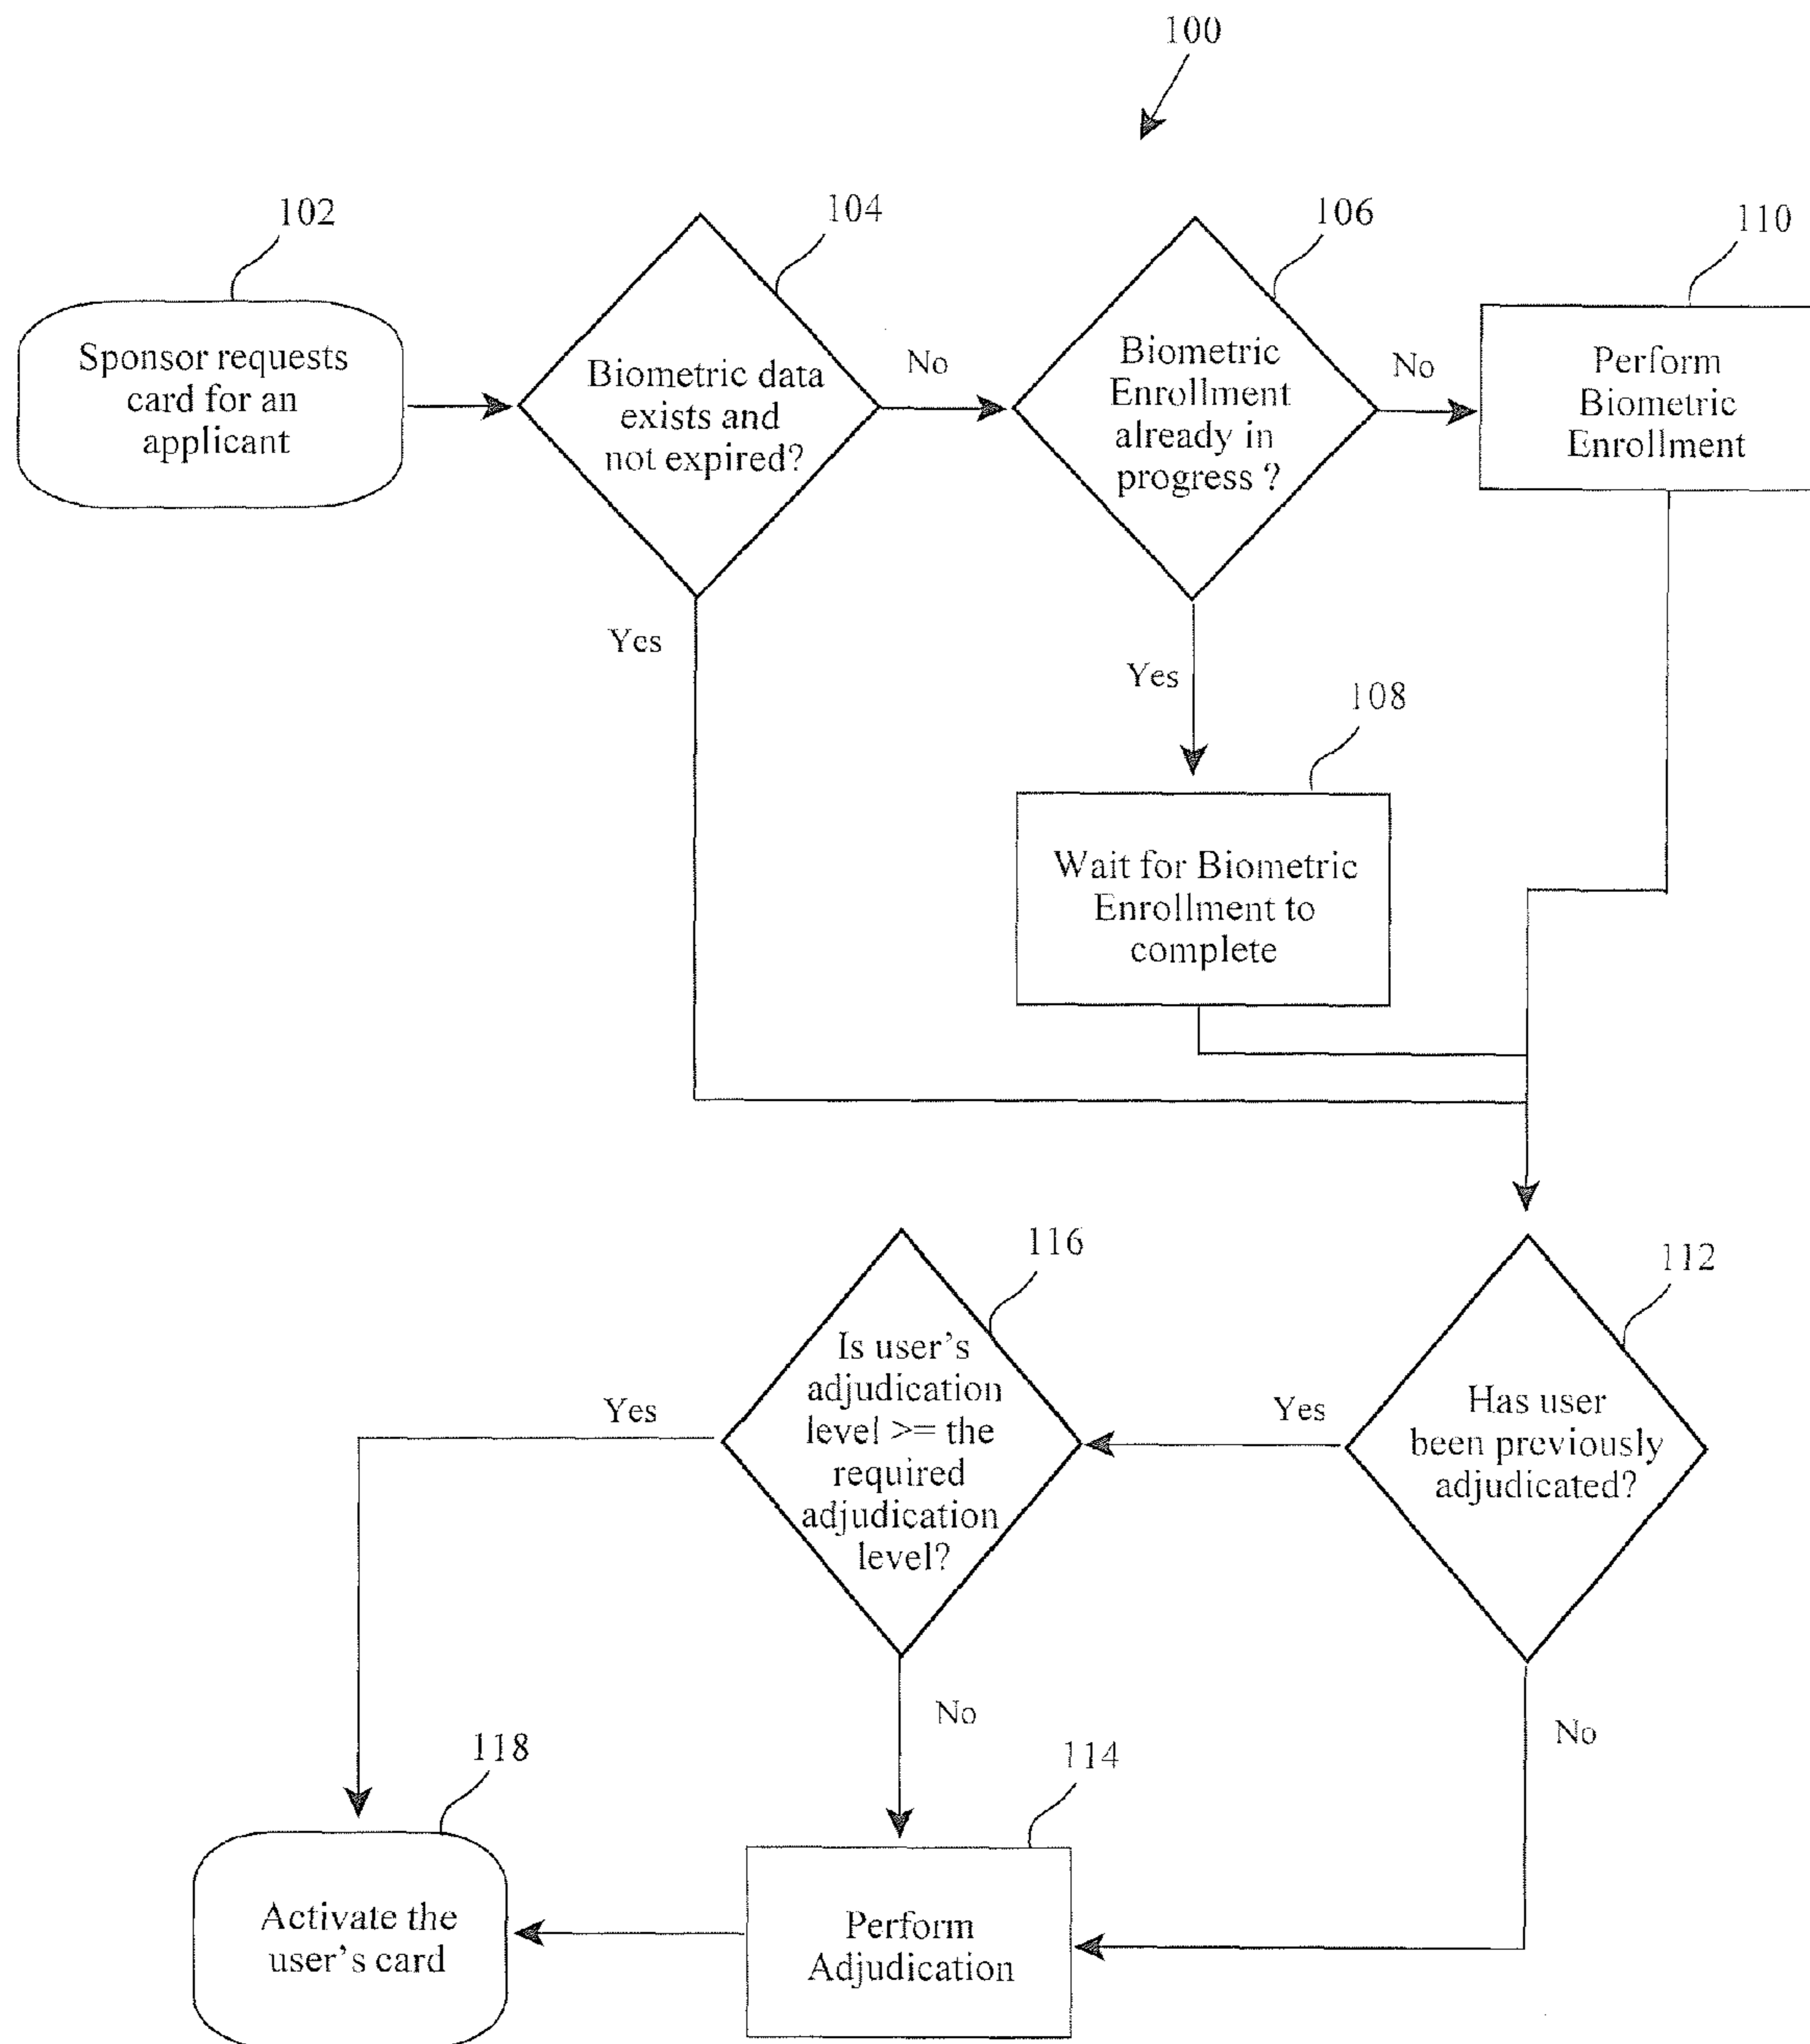 100
102
Sponsor requests
card for an
applicant
104
Biometric data
exists and
not expired?
No
Yes
106
Biometric
Enrollment
already in
progress ?
No
Yes
110
Perform
Biometric
Enrollment
108
Wait for Biometric
Enrollment to
complete
112
Has user
been previously
adjudicated?
Yes
No
116
Is user's
adjudication
level >= the
required
adjudication
level?
Yes
No
114
Perform
Adjudication
118
Activate the
user's card